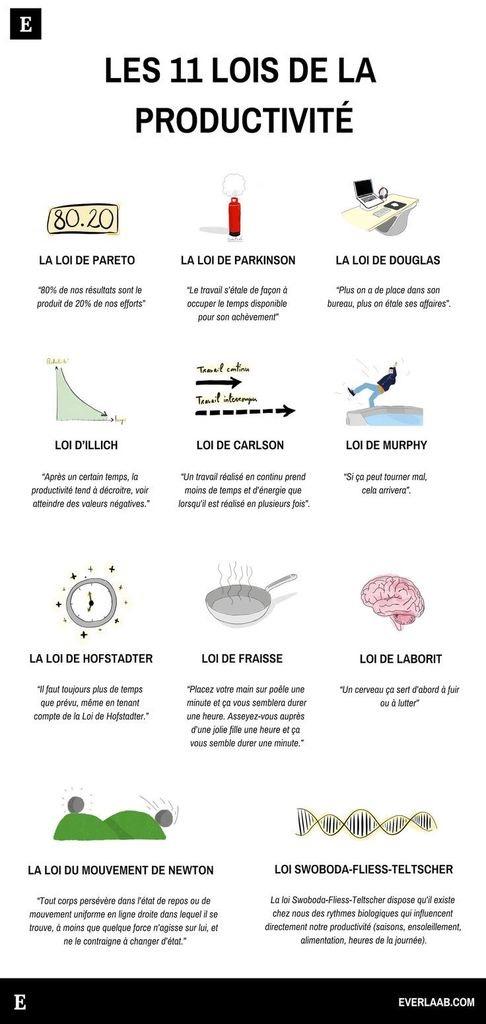 E
LES 11 LOIS DE LA
PRODUCTIVITÉ
80.20
LA LOI DE PARETO
“80% de nos résultats sont le
produit de 20% de nos efforts”
LA LOI DE PARKINSON
“Le travail s'étale de façon à
occuper le temps disponible
pour son achèvement”
LA LOI DE DOUGLAS
“Plus on a de place dans son
bureau, plus on étale ses affaires”.
LOI D'ILLICH
“Après un certain temps, la
productivité tend à décroitre, voir
atteindre des valeurs négatives.”
Travail continu
Travail interrompu
LOI DE CARLSON
“Un travail réalisé en continu prend
moins de temps et d'énergie que
lorsqu'il est réalisé en plusieurs fois”.
LOI DE MURPHY
“Si ça peut tourner mal,
cela arrivera”.
LA LOI DE HOFSTADTER
“Il faut toujours plus de temps
que prévu, même en tenant
compte de la Loi de Hofstadter.”
LOI DE FRAISSE
“Placez votre main sur poêle une
minute et ça vous semblera durer
une heure. Asseyez-vous auprès
d'une jolie fille une heure et ça
vous semble durer une minute.”
LOI DE LABORIT
“Un cerveau ça sert d'abord à fuir
ou à lutter”
LA LOI DU MOUVEMENT DE NEWTON
“Tout corps persévère dans l'état de repos ou de
mouvement uniforme en ligne droite dans lequel il se
trouve, à moins que quelque force n'agisse sur lui, et
ne le contraigne à changer d'état.”
LOI SWOBODA-FLIESS-TELTSCHER
La loi Swoboda-Fliess-Teltscher dispose qu'il existe
chez nous des rythmes biologiques qui influencent
directement notre productivité (saisons, ensoleillement,
alimentation, heures de la journée).
E
EVERLAAB.COM